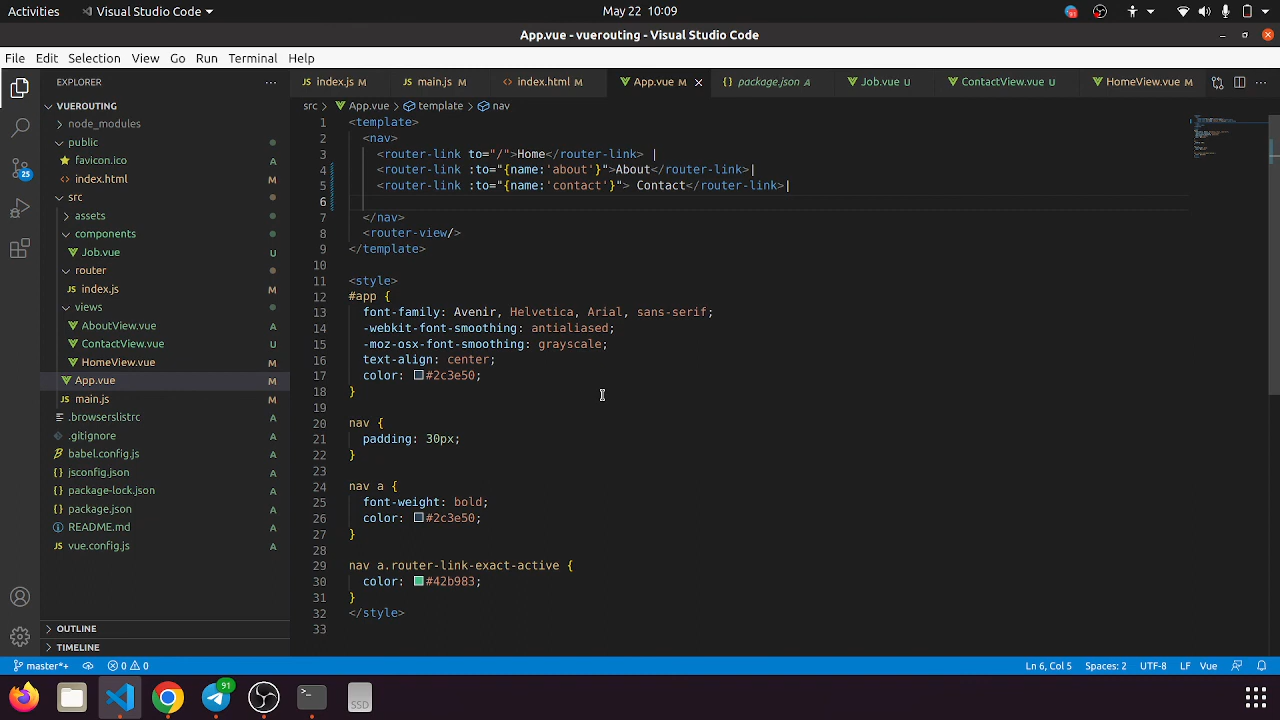 Activities
Visual Studio Code
May 22 10:09
App.vue - vuerouting - Visual Studio Code
File Edit Selection View Go Run Terminal Help
EXPLORER
index.js M
main.js M
index.html M
App.vue M
package.json A
Job.vue U
ContactView.vue U
HomeView.vue M
VUEROUTING
node_modules
public
favicon.ico A
index.html M
src
assets
components
Job.vue U
router
index.js M
views
AboutView.vue U
ContactView.vue U
HomeView.vue M
App.vue M
main.js M
.browserslistrc A
.gitignore A
babel.config.js A
jsconfig.json A
package-lock.json A
package.json A
README.md A
vue.config.js A
OUTLINE
TIMELINE
25
src > App.vue > template > nav
1 <template>
2 <nav>
3 <router-link to="/">Home</router-link> |
4 <router-link :to="{name:'about'}">About</router-link>|
5 <router-link :to="{name:'contact'}"> Contact</router-link>|
6
7 </nav>
8 <router-view/>
9 </template>
10
11 <style>
12 #app {
13 font-family: Avenir, Helvetica, Arial, sans-serif;
14 -webkit-font-smoothing: antialiased;
15 -moz-osx-font-smoothing: grayscale;
16 text-align: center;
17 color: #2c3e50;
18 }
19
20 nav {
21 padding: 30px;
22 }
23
24 nav a {
25 font-weight: bold;
26 color: #2c3e50;
27 }
28
29 nav a.router-link-exact-active {
30 color: #42b983;
31 }
32 </style>
33
master*+
0 0
Ln 6, Col 5
Spaces: 2
UTF-8
LF
Vue
91
SSD